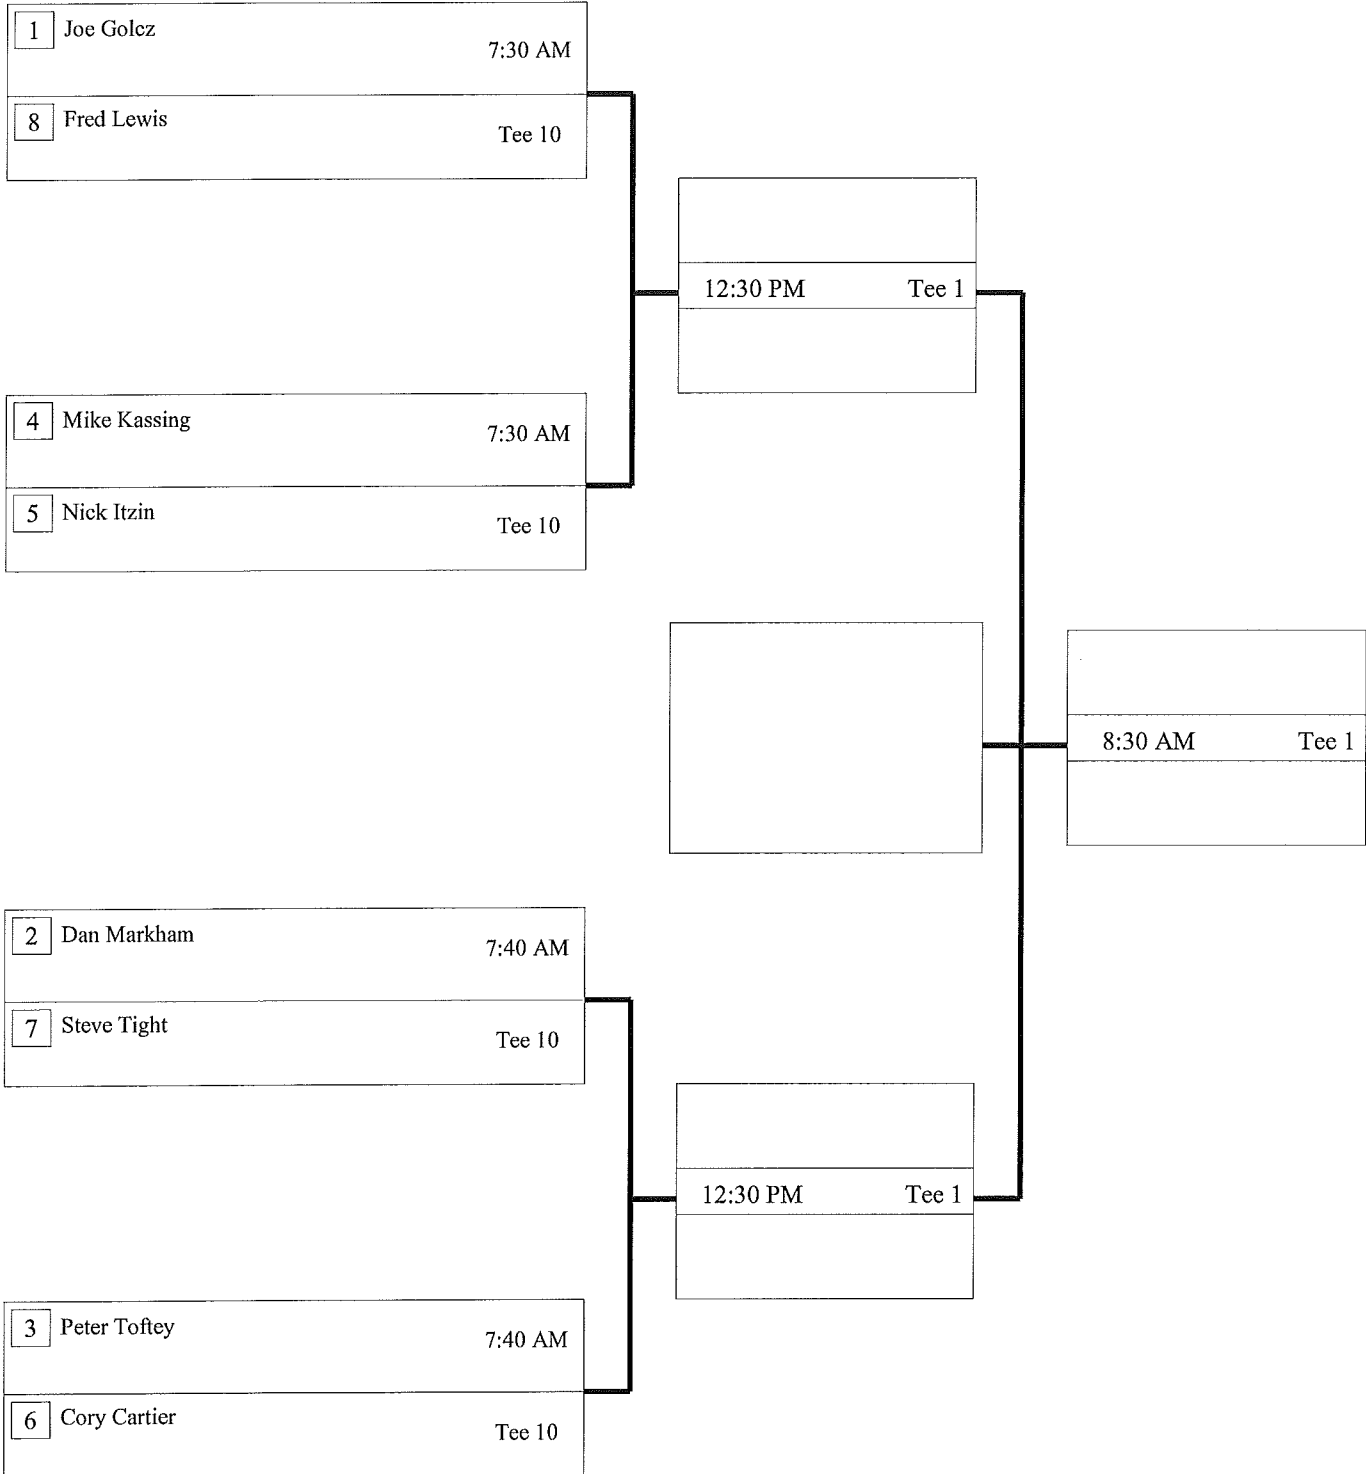 1 Joe Golcz
7:30 AM
8 Fred Lewis
Tee 10
12:30 PM Tee 1
4 Mike Kassing
7:30 AM
5 Nick Itzin
Tee 10
8:30 AM Tee 1
2 Dan Markham
7:40 AM
7 Steve Tight
Tee 10
12:30 PM Tee 1
3 Peter Toftey
7:40 AM
6 Cory Cartier
Tee 10